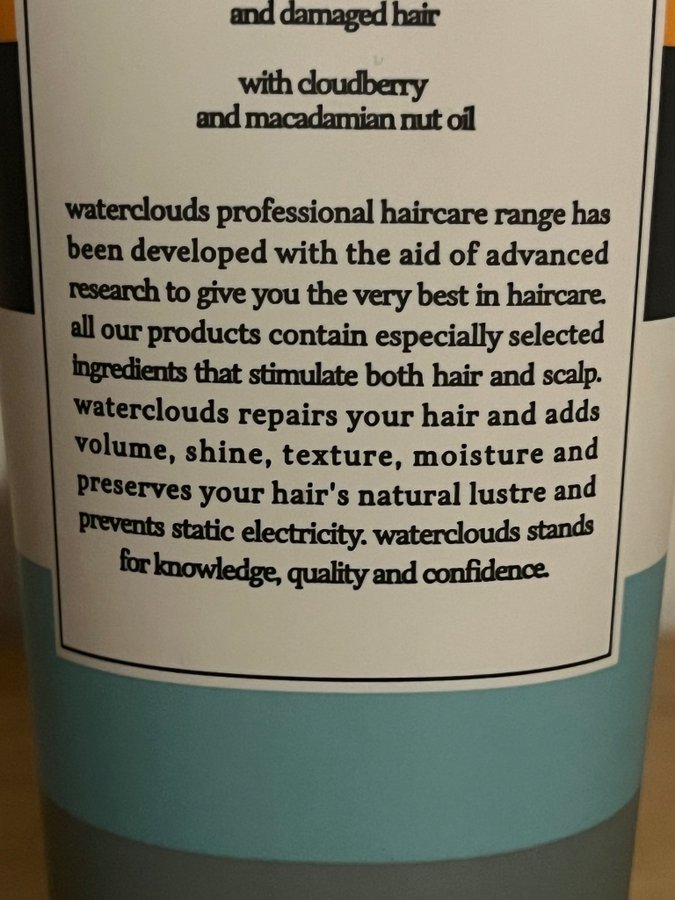 and damaged hair
with cloudberry
and macadamian nut oil
waterclouds professional haircare range has
been developed with the aid of advanced
research to give you the very best in haircare.
all our products contain especially selected
ingredients that stimulate both hair and scalp.
waterclouds repairs your hair and adds
volume, shine, texture, moisture and
preserves your hair's natural lustre and
prevents static electricity. waterclouds stands
for knowledge, quality and confidence.